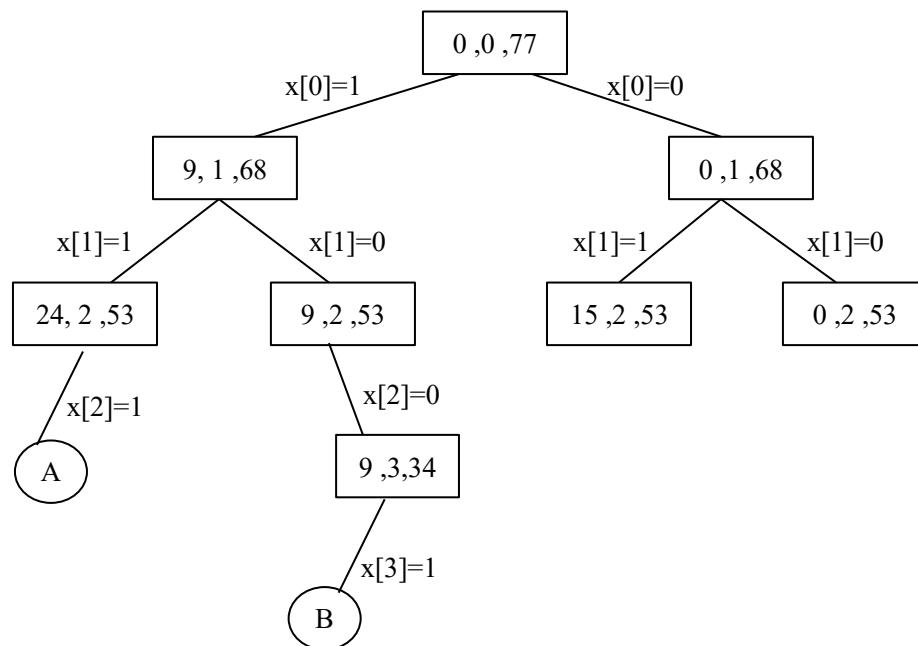 0 ,0 ,77
x[0]=1
x[0]=0
9, 1 ,68
0 ,1 ,68
x[1]=1
x[1]=0
x[1]=1
x[1]=0
24, 2 ,53
9 ,2 ,53
15 ,2 ,53
0 ,2 ,53
x[2]=1
x[2]=0
A
9 ,3,34
x[3]=1
B